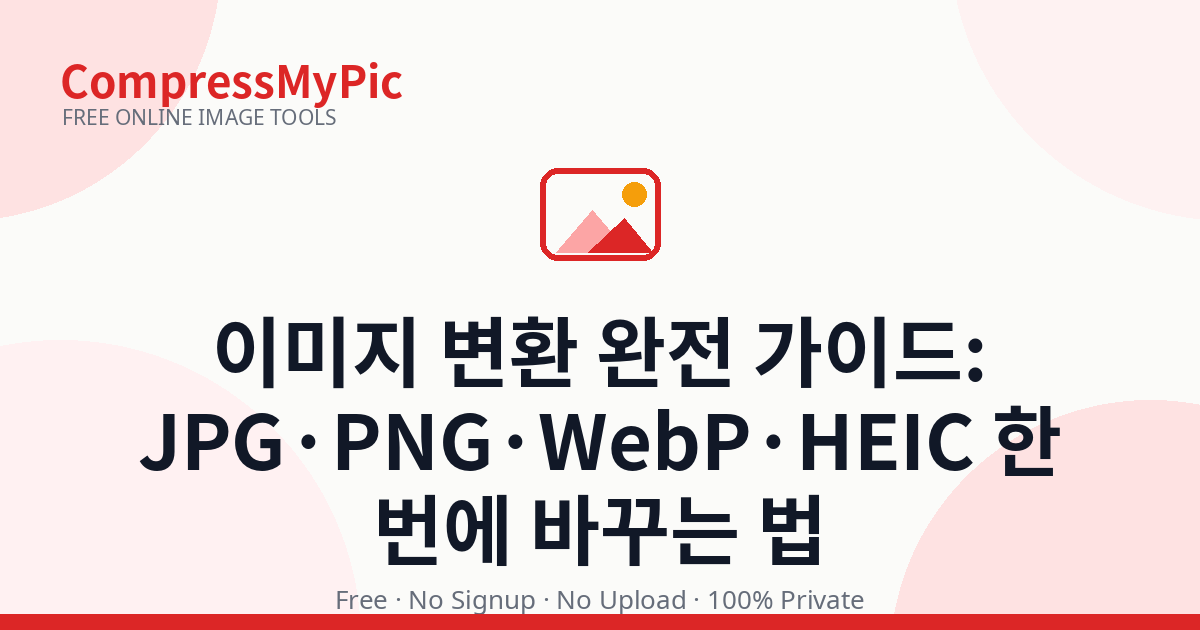 CompressMyPic
FREE ONLINE IMAGE TOOLS
이미지 변환 완전 가이드:
JPG·PNG·WebP·HEIC 한
번에 바꾸는 법
Free · No Signup · No Upload · 100% Private